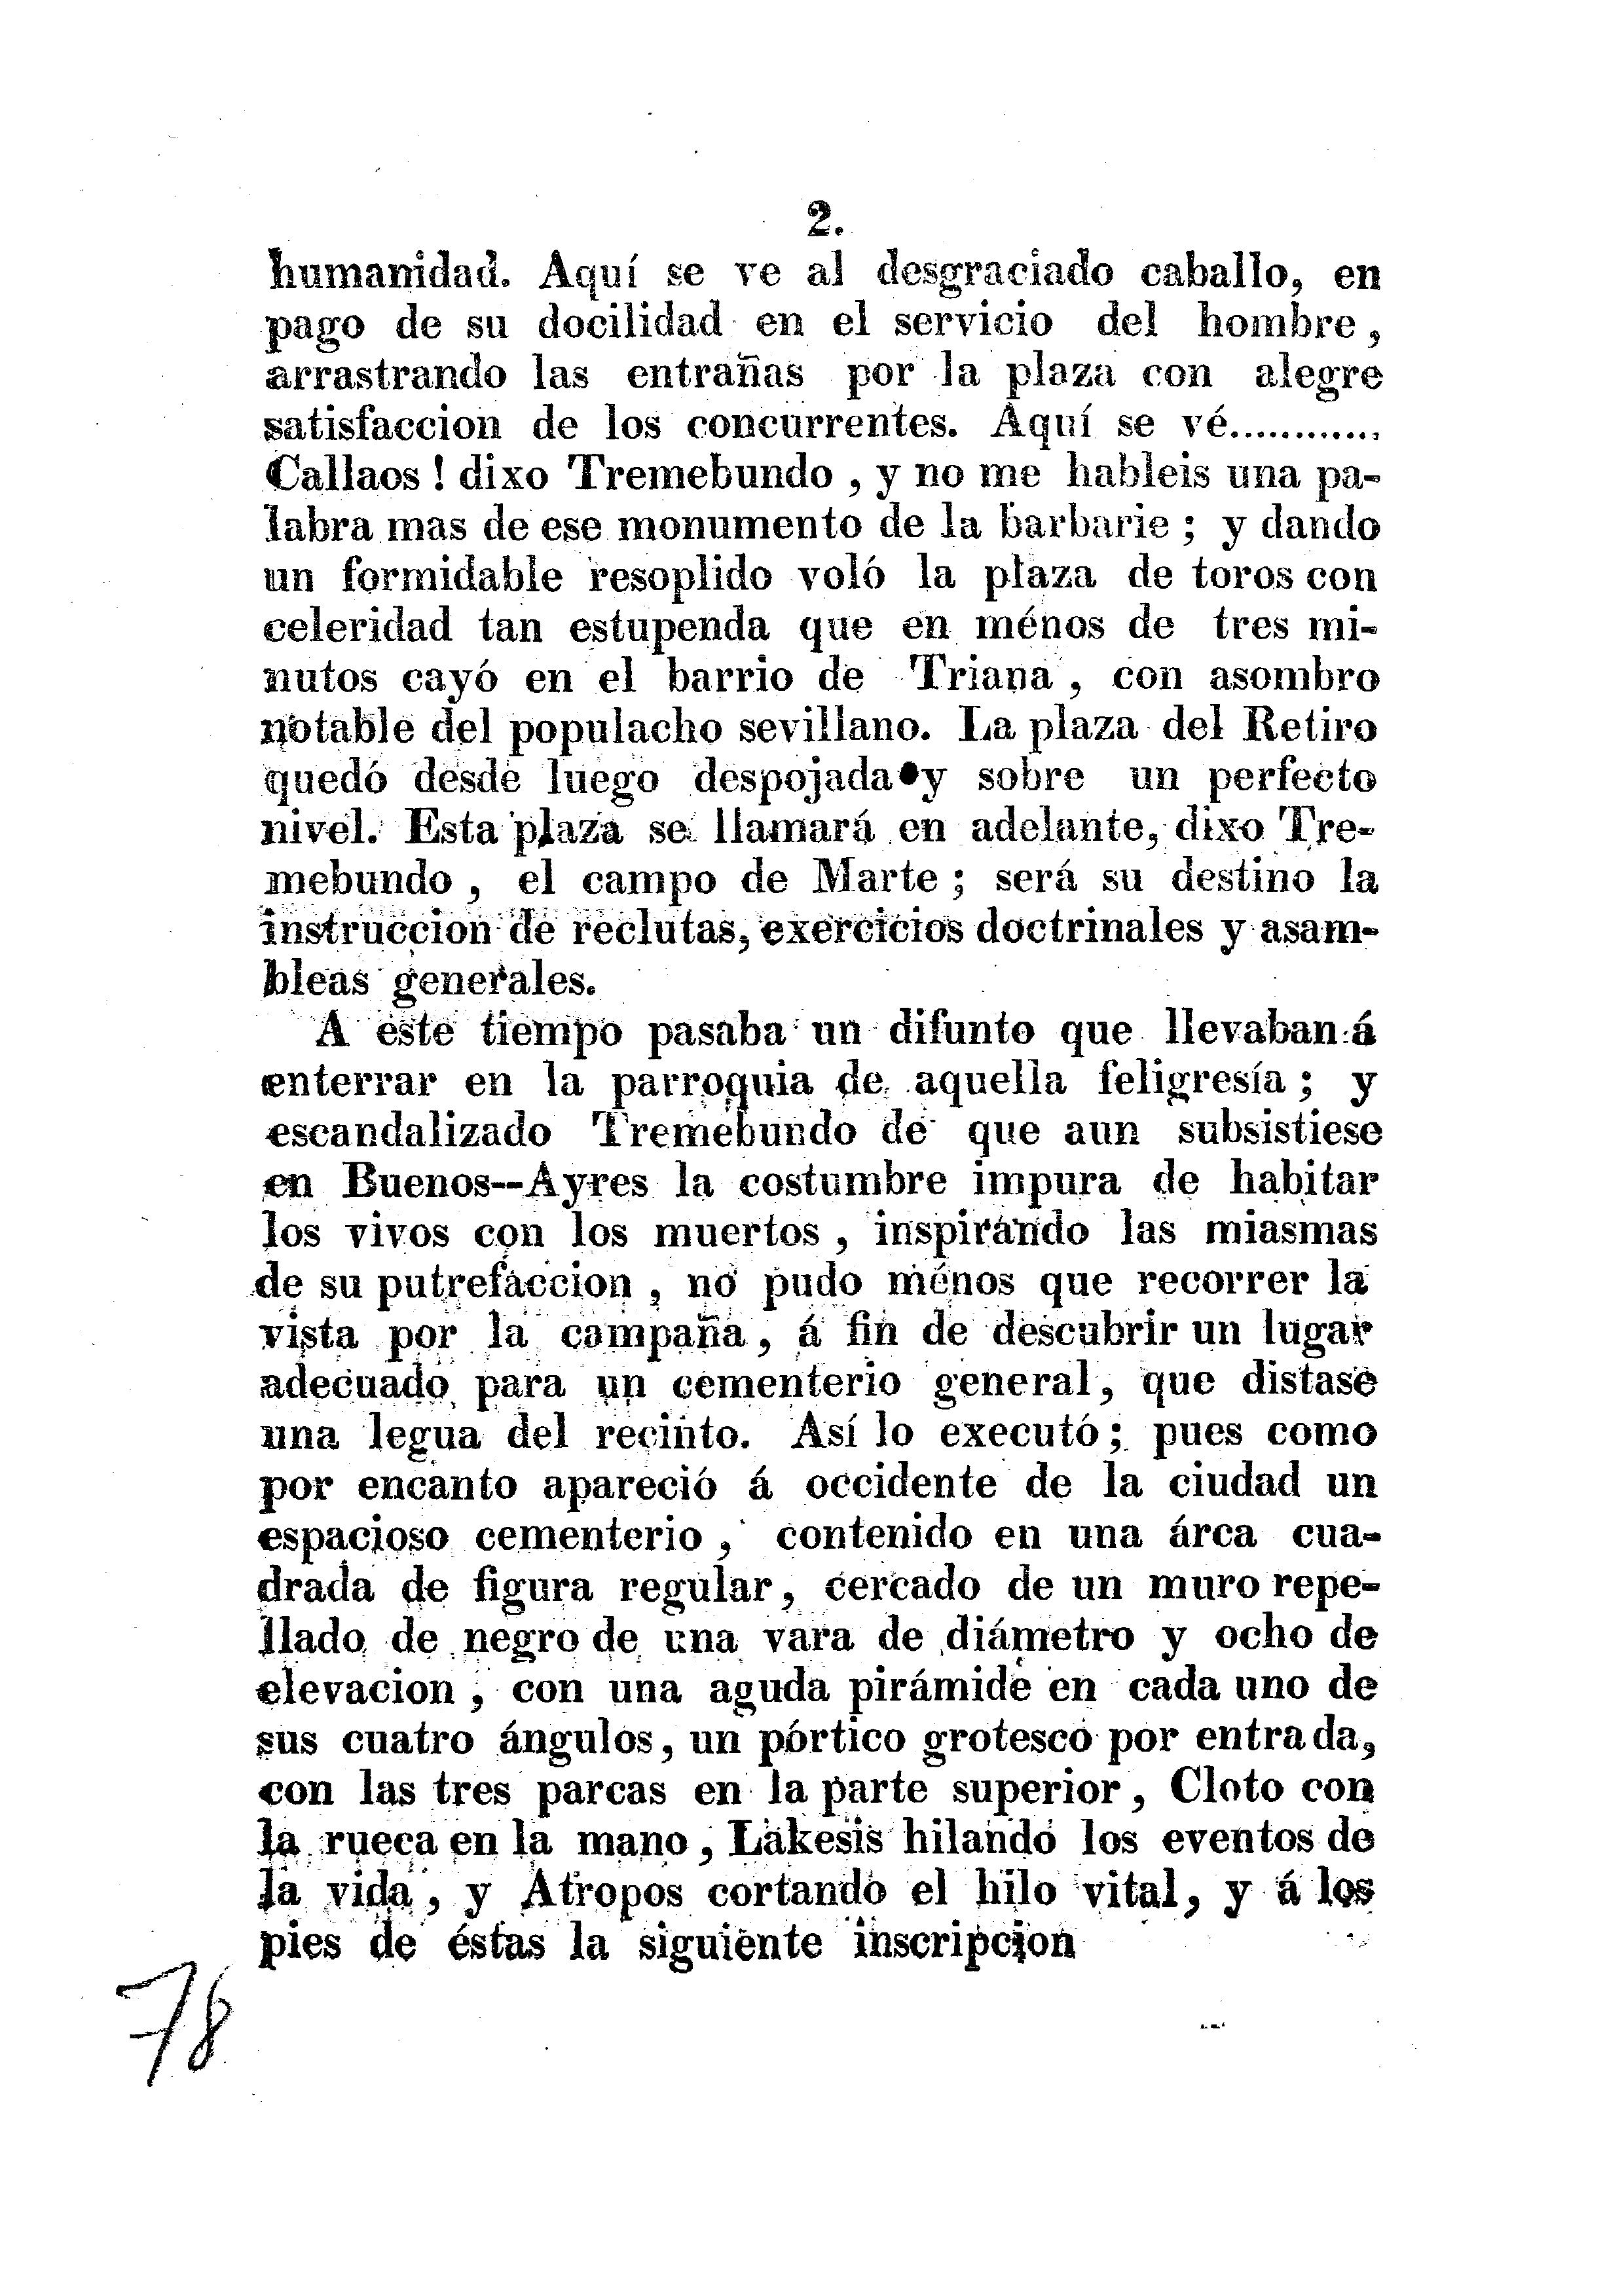 2.
humanidad. Aquí se ve al desgraciado caballo, en
pago de su docilidad en el servicio del hombre,
arrastrando las entrañas por la plaza con alegre
satisfaccion de los concurrentes. Aquí se vé............
Callaos! dixo Tremebundo, y no me hableis una pa-
labra mas de ese monumento de la barbarie; y dando
un formidable resoplido voló la plaza de toros con
celeridad tan estupenda que en ménos de tres mi-
nutos cayó en el barrio de Triana, con asombro
notable del populacho sevillano. La plaza del Retiro
quedó desde luego despojada y sobre un perfecto
nivel. Esta plaza se llamará en adelante, dixo Tre-
mebundo, el campo de Marte; será su destino la
instruccion de reclutas, exercicios doctrinales y asam-
bleas generales.
A este tiempo pasaba un difunto que llevaban á
enterrar en la parroquia de aquella feligresía; y
escandalizado Tremebundo de que aun subsistiese
en Buenos--Ayres la costumbre impura de habitar
los vivos con los muertos, inspirando las miasmas
de su putrefaccion, no pudo ménos que recorrer la
vista por la campaña, á fin de descubrir un lugar
adecuado para un cementerio general, que distase
una legua del recinto. Así lo executó; pues como
por encanto apareció á occidente de la ciudad un
espacioso cementerio, contenido en una árca cua-
drada de figura regular, cercado de un muro repe-
llado de negro de una vara de diámetro y ocho de
elevacion, con una aguda pirámide en cada uno de
sus cuatro ángulos, un pórtico grotesco por entrada,
con las tres parcas en la parte superior, Cloto con
la rueca en la mano, Lakesis hilando los eventos de
la vida, y Atropos cortando el hilo vital, y á los
pies de éstas la siguiente inscripcion
78